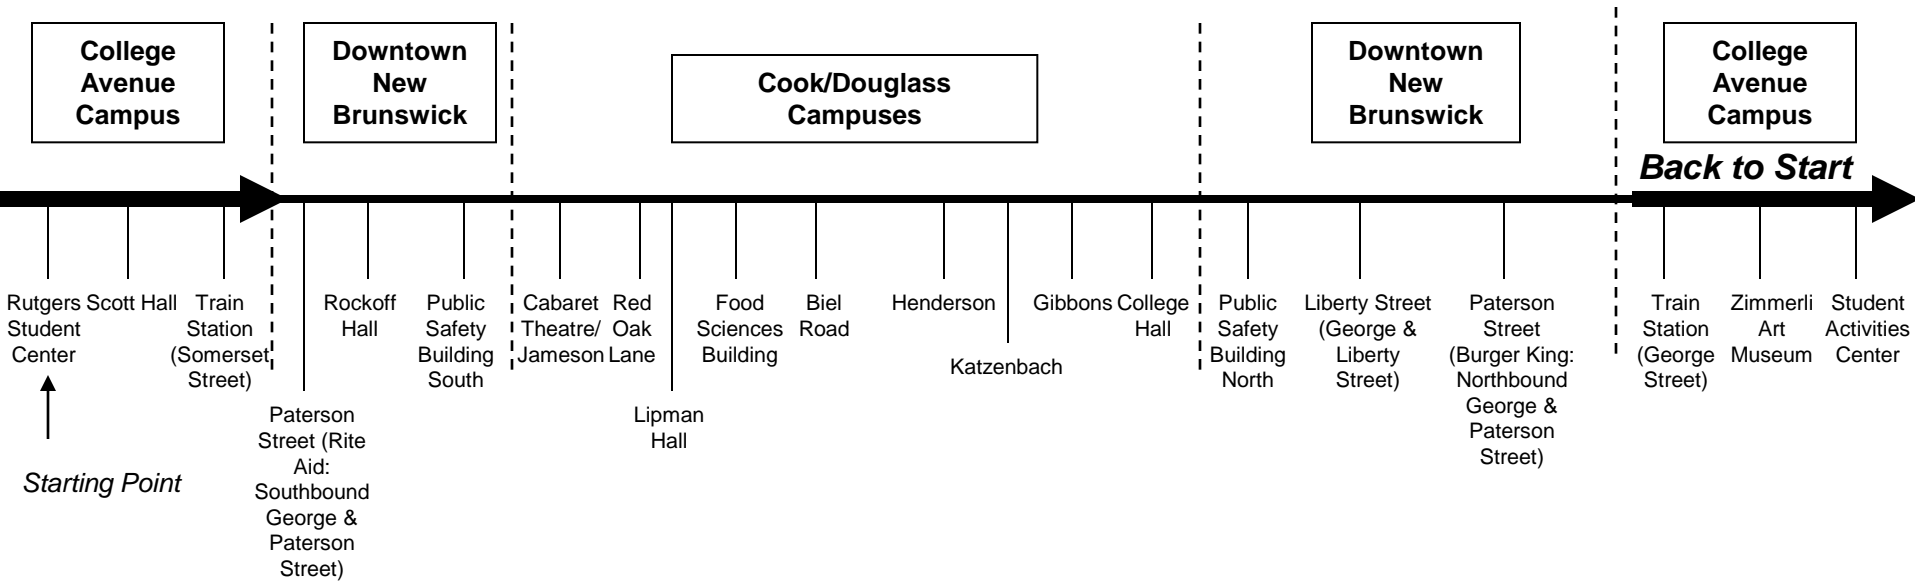 College
Avenue
Campus
Downtown
New
Brunswick
Cook/Douglass
Campuses
Downtown
New
Brunswick
College
Avenue
Campus
Back to Start
Rutgers
Student
Center
Scott Hall
Train
Station
(Somerset
Street)
Paterson
Street (Rite
Aid:
Southbound
George &
Paterson
Street)
Rockoff
Hall
Public
Safety
Building
South
Cabaret
Theatre/
Jameson
Red
Oak
Lane
Lipman
Hall
Food
Sciences
Building
Biel
Road
Henderson
Katzenbach
Gibbons
College
Hall
Public
Safety
Building
North
Liberty Street
(George &
Liberty
Street)
Paterson
Street
(Burger King:
Northbound
George &
Paterson
Street)
Train
Station
(George
Street)
Zimmerli
Art
Museum
Student
Activities
Center
Starting Point